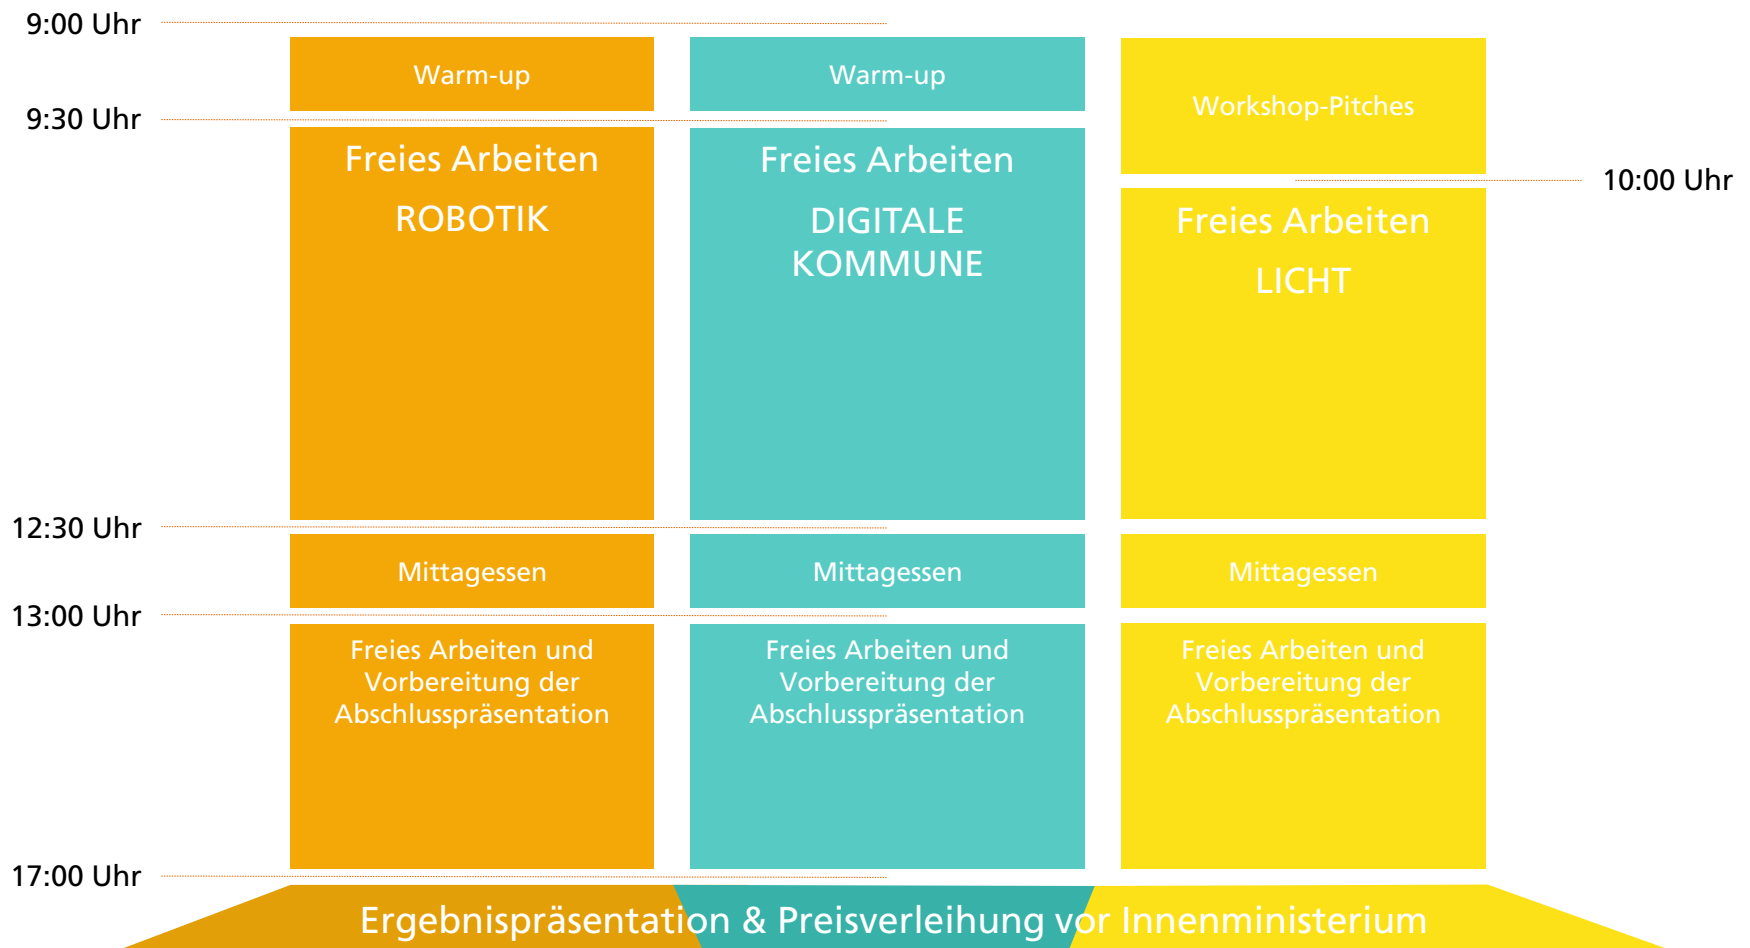 9:00 Uhr
Warm-up
Warm-up
Workshop-Pitches
9:30 Uhr
Freies Arbeiten
ROBOTIK
Freies Arbeiten
DIGITALE
KOMMUNE
10:00 Uhr
Freies Arbeiten
LICHT
12:30 Uhr
Mittagessen
Mittagessen
Mittagessen
13:00 Uhr
Freies Arbeiten und
Vorbereitung der
Abschlusspräsentation
Freies Arbeiten und
Vorbereitung der
Abschlusspräsentation
Freies Arbeiten und
Vorbereitung der
Abschlusspräsentation
17:00 Uhr
Ergebnispräsentation & Preisverleihung vor Innenministerium